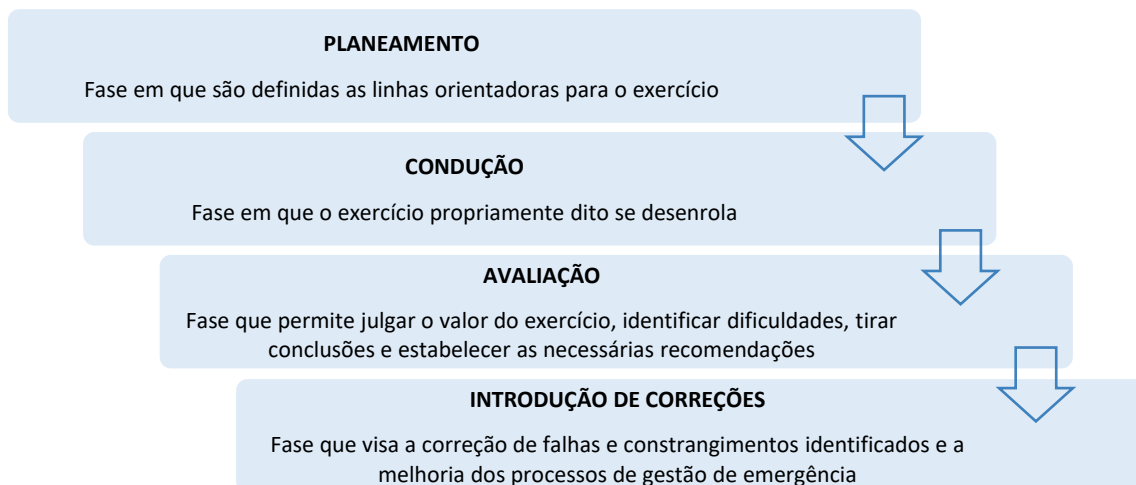 PLANEAMENTO
Fase em que são definidas as linhas orientadoras para o exercício
CONDUÇÃO
Fase em que o exercício propriamente dito se desenrola
AVALIAÇÃO
Fase que permite julgar o valor do exercício, identificar dificuldades, tirar
conclusões e estabelecer as necessárias recomendações
INTRODUÇÃO DE CORREÇÕES
Fase que visa a correção de falhas e constrangimentos identificados e a
melhoria dos processos de gestão de emergência